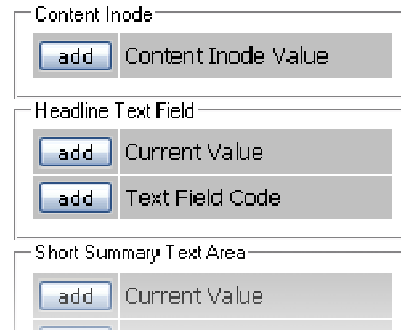 Content Inode
add Content Inode Value
Headline Text Field
add Current Value
add Text Field Code
Short Summary Text Area
add Current Value